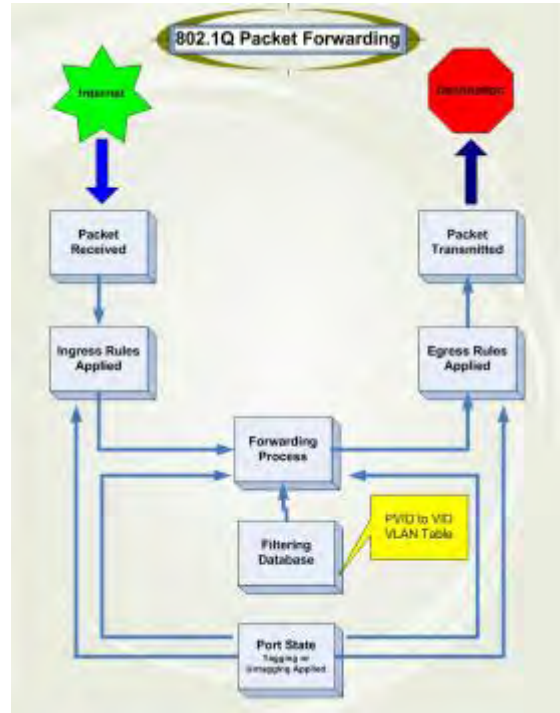 802.1Q Packet Forwarding
Internet
Destination
Packet
Received
Packet
Transmitted
Ingress Rules
Applied
Egress Rules
Applied
Forwarding
Process
PVID to VID
VLAN Table
Filtering
Database
Port State
Tagging or
Untagging Applied